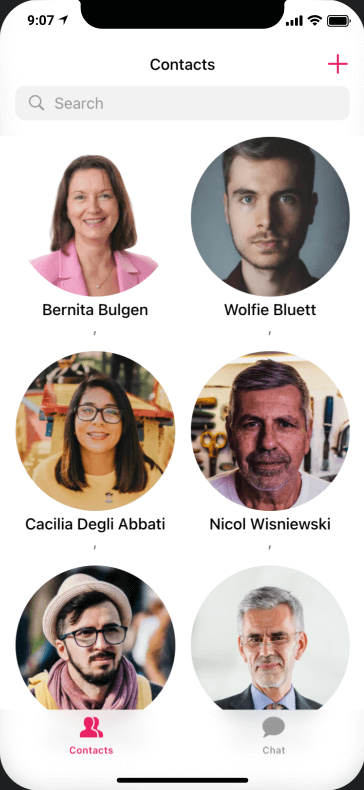 9:07
Contacts
Search
Bernita Bulgen
Wolfie Bluett
,
,
Cacilia Degli Abbati
Nicol Wisniewski
,
,
Contacts
Chat